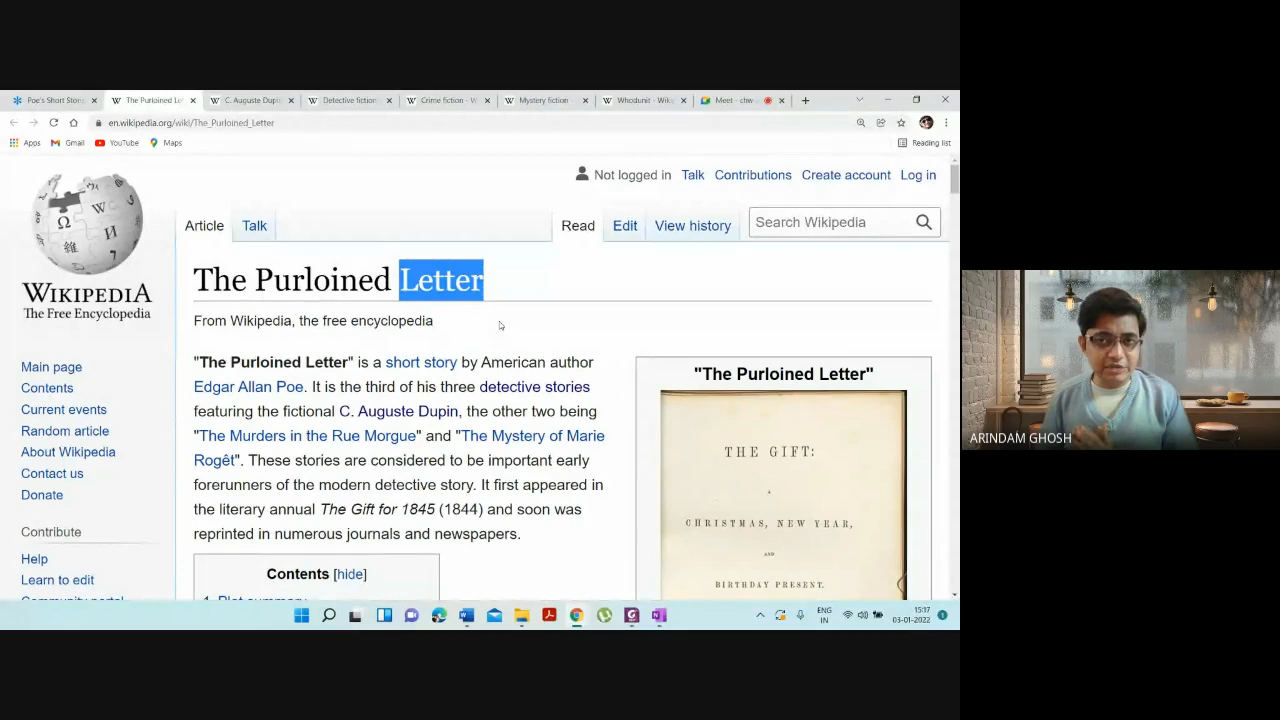 Poe's Short Stori
The Purloined Let
C. Auguste Dupin
Detective fiction
Crime fiction - W
Mystery fiction -
Whodunit - Wiki
Meet - chw
en.wikipedia.org/wiki/The_Purloined_Letter
Apps Gmail YouTube Maps
Reading list
Not logged in Talk Contributions Create account Log in
Article Talk Read Edit View history Search Wikipedia
WIKIPEDIA
The Free Encyclopedia
The Purloined Letter
From Wikipedia, the free encyclopedia
Main page
Contents
Current events
Random article
About Wikipedia
Contact us
Donate
Contribute
Help
Learn to edit
Community portal
"The Purloined Letter" is a short story by American author
Edgar Allan Poe. It is the third of his three detective stories
featuring the fictional C. Auguste Dupin, the other two being
"The Murders in the Rue Morgue" and "The Mystery of Marie
Rogêt". These stories are considered to be important early
forerunners of the modern detective story. It first appeared in
the literary annual The Gift for 1845 (1844) and soon was
reprinted in numerous journals and newspapers.
Contents [hide]
1 Plot summary
"The Purloined Letter"
THE GIFT:
A
CHRISTMAS, NEW YEAR,
AND
BIRTHDAY PRESENT.
ARINDAM GHOSH
ENG
IN
15:17
03-01-2022